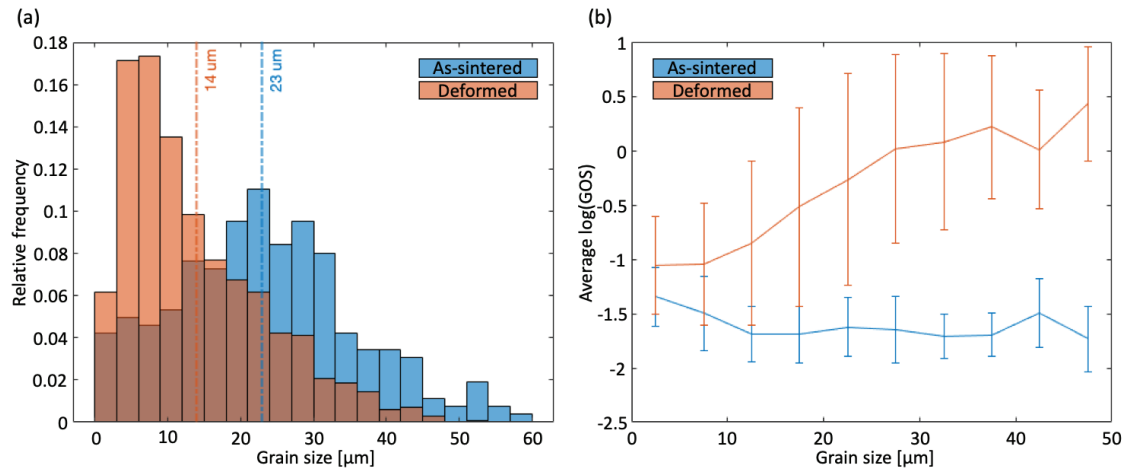 (a)
0.18
0.16
0.14
0.12
0.1
0.08
0.06
0.04
0.02
0
Relative frequency
0
10
20
30
40
50
60
Grain size [µm]
14 um
23 um
As-sintered
Deformed
(b)
1
0.5
0
-0.5
-1
-1.5
-2
-2.5
Average log(GOS)
0
10
20
30
40
50
Grain size [µm]
As-sintered
Deformed